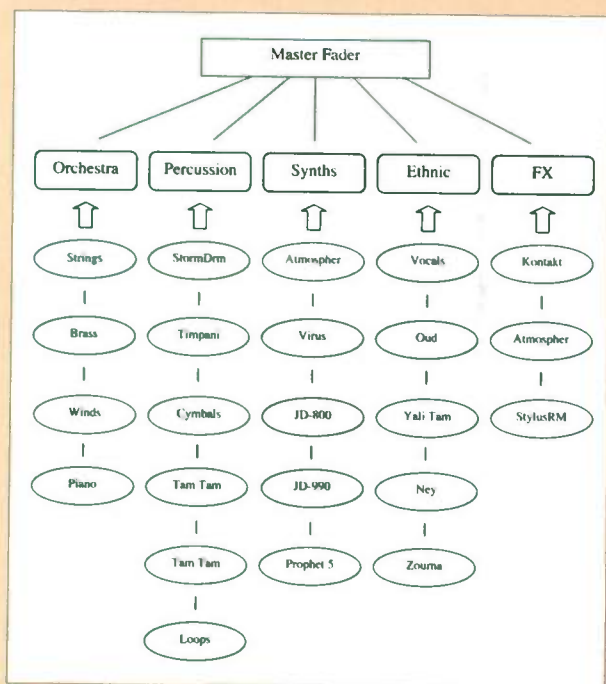 Master Fader
Orchestra
Percussion
Synths
Ethnic
FX
Strings
StormDrm
Atmospher
Vocals
Kontakt
Brass
Timpani
Virus
Oud
Atmospher
Winds
Cymbals
JD-800
Yali Tam
StylusRM
Piano
Tam Tam
JD-990
Ney
Tam Tam
Prophet 5
Zourna
Loops